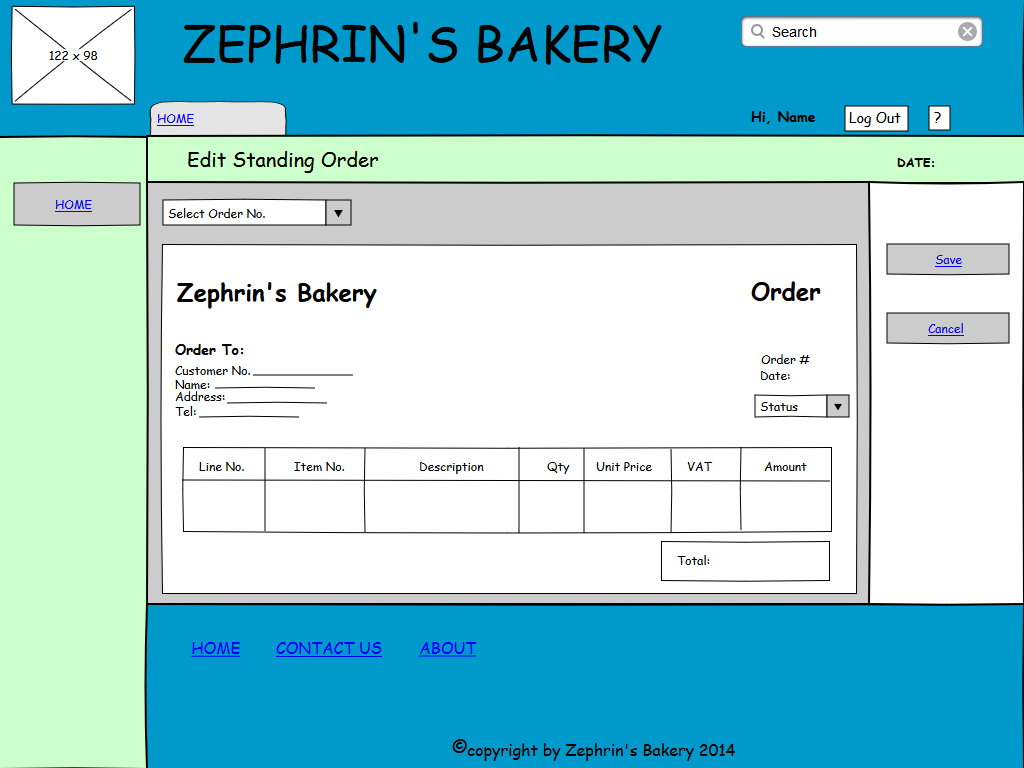 122 x 98
ZEPHRIN'S BAKERY
Search
HOME
Hi, Name
Log Out
?
Edit Standing Order
DATE:
HOME
Select Order No.
Save
Cancel
Zephrin's Bakery
Order
Order To:
Customer No.
Name:
Address:
Tel:
Order #
Date:
Status
Line No. Item No. Description Qty Unit Price VAT Amount
Total:
HOME CONTACT US ABOUT
©copyright by Zephrin's Bakery 2014